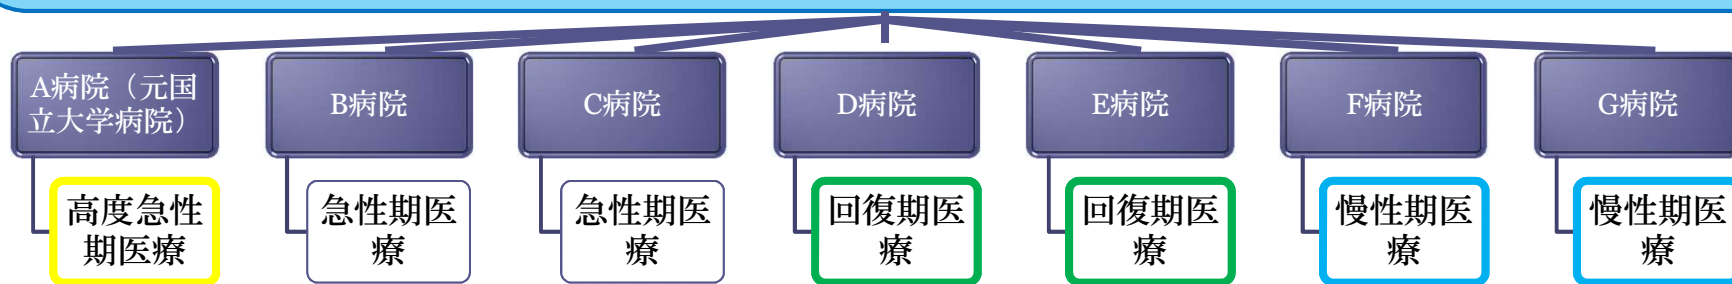 A病院（元国
立大学病院）
B病院
C病院
D病院
E病院
F病院
G病院
高度急性
期医療
急性期医
療
急性期医
療
回復期医
療
回復期医
療
慢性期医
療
慢性期医
療